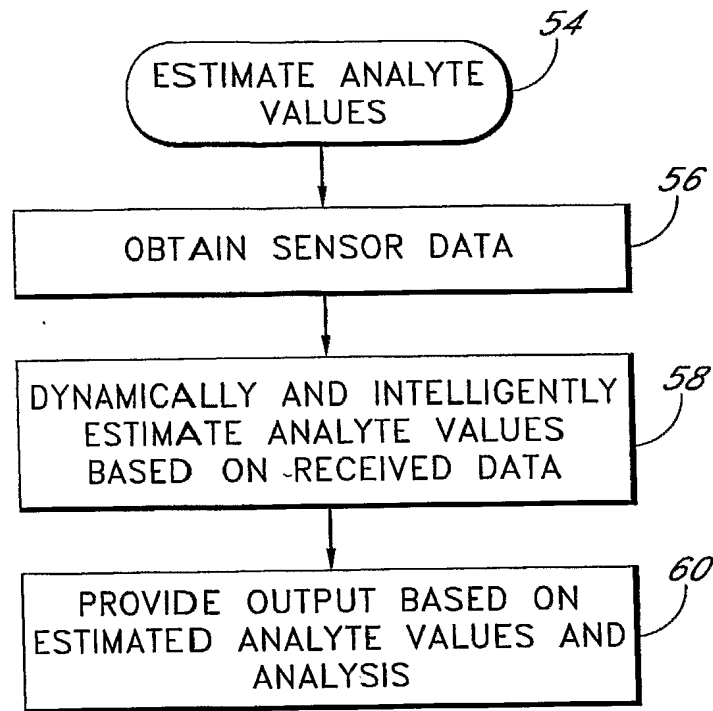 54
ESTIMATE ANALYTE
VALUES
56
OBTAIN SENSOR DATA
58
DYNAMICALLY AND INTELLIGENTLY
ESTIMATE ANALYTE VALUES
BASED ON RECEIVED DATA
60
PROVIDE OUTPUT BASED ON
ESTIMATED ANALYTE VALUES AND
ANALYSIS